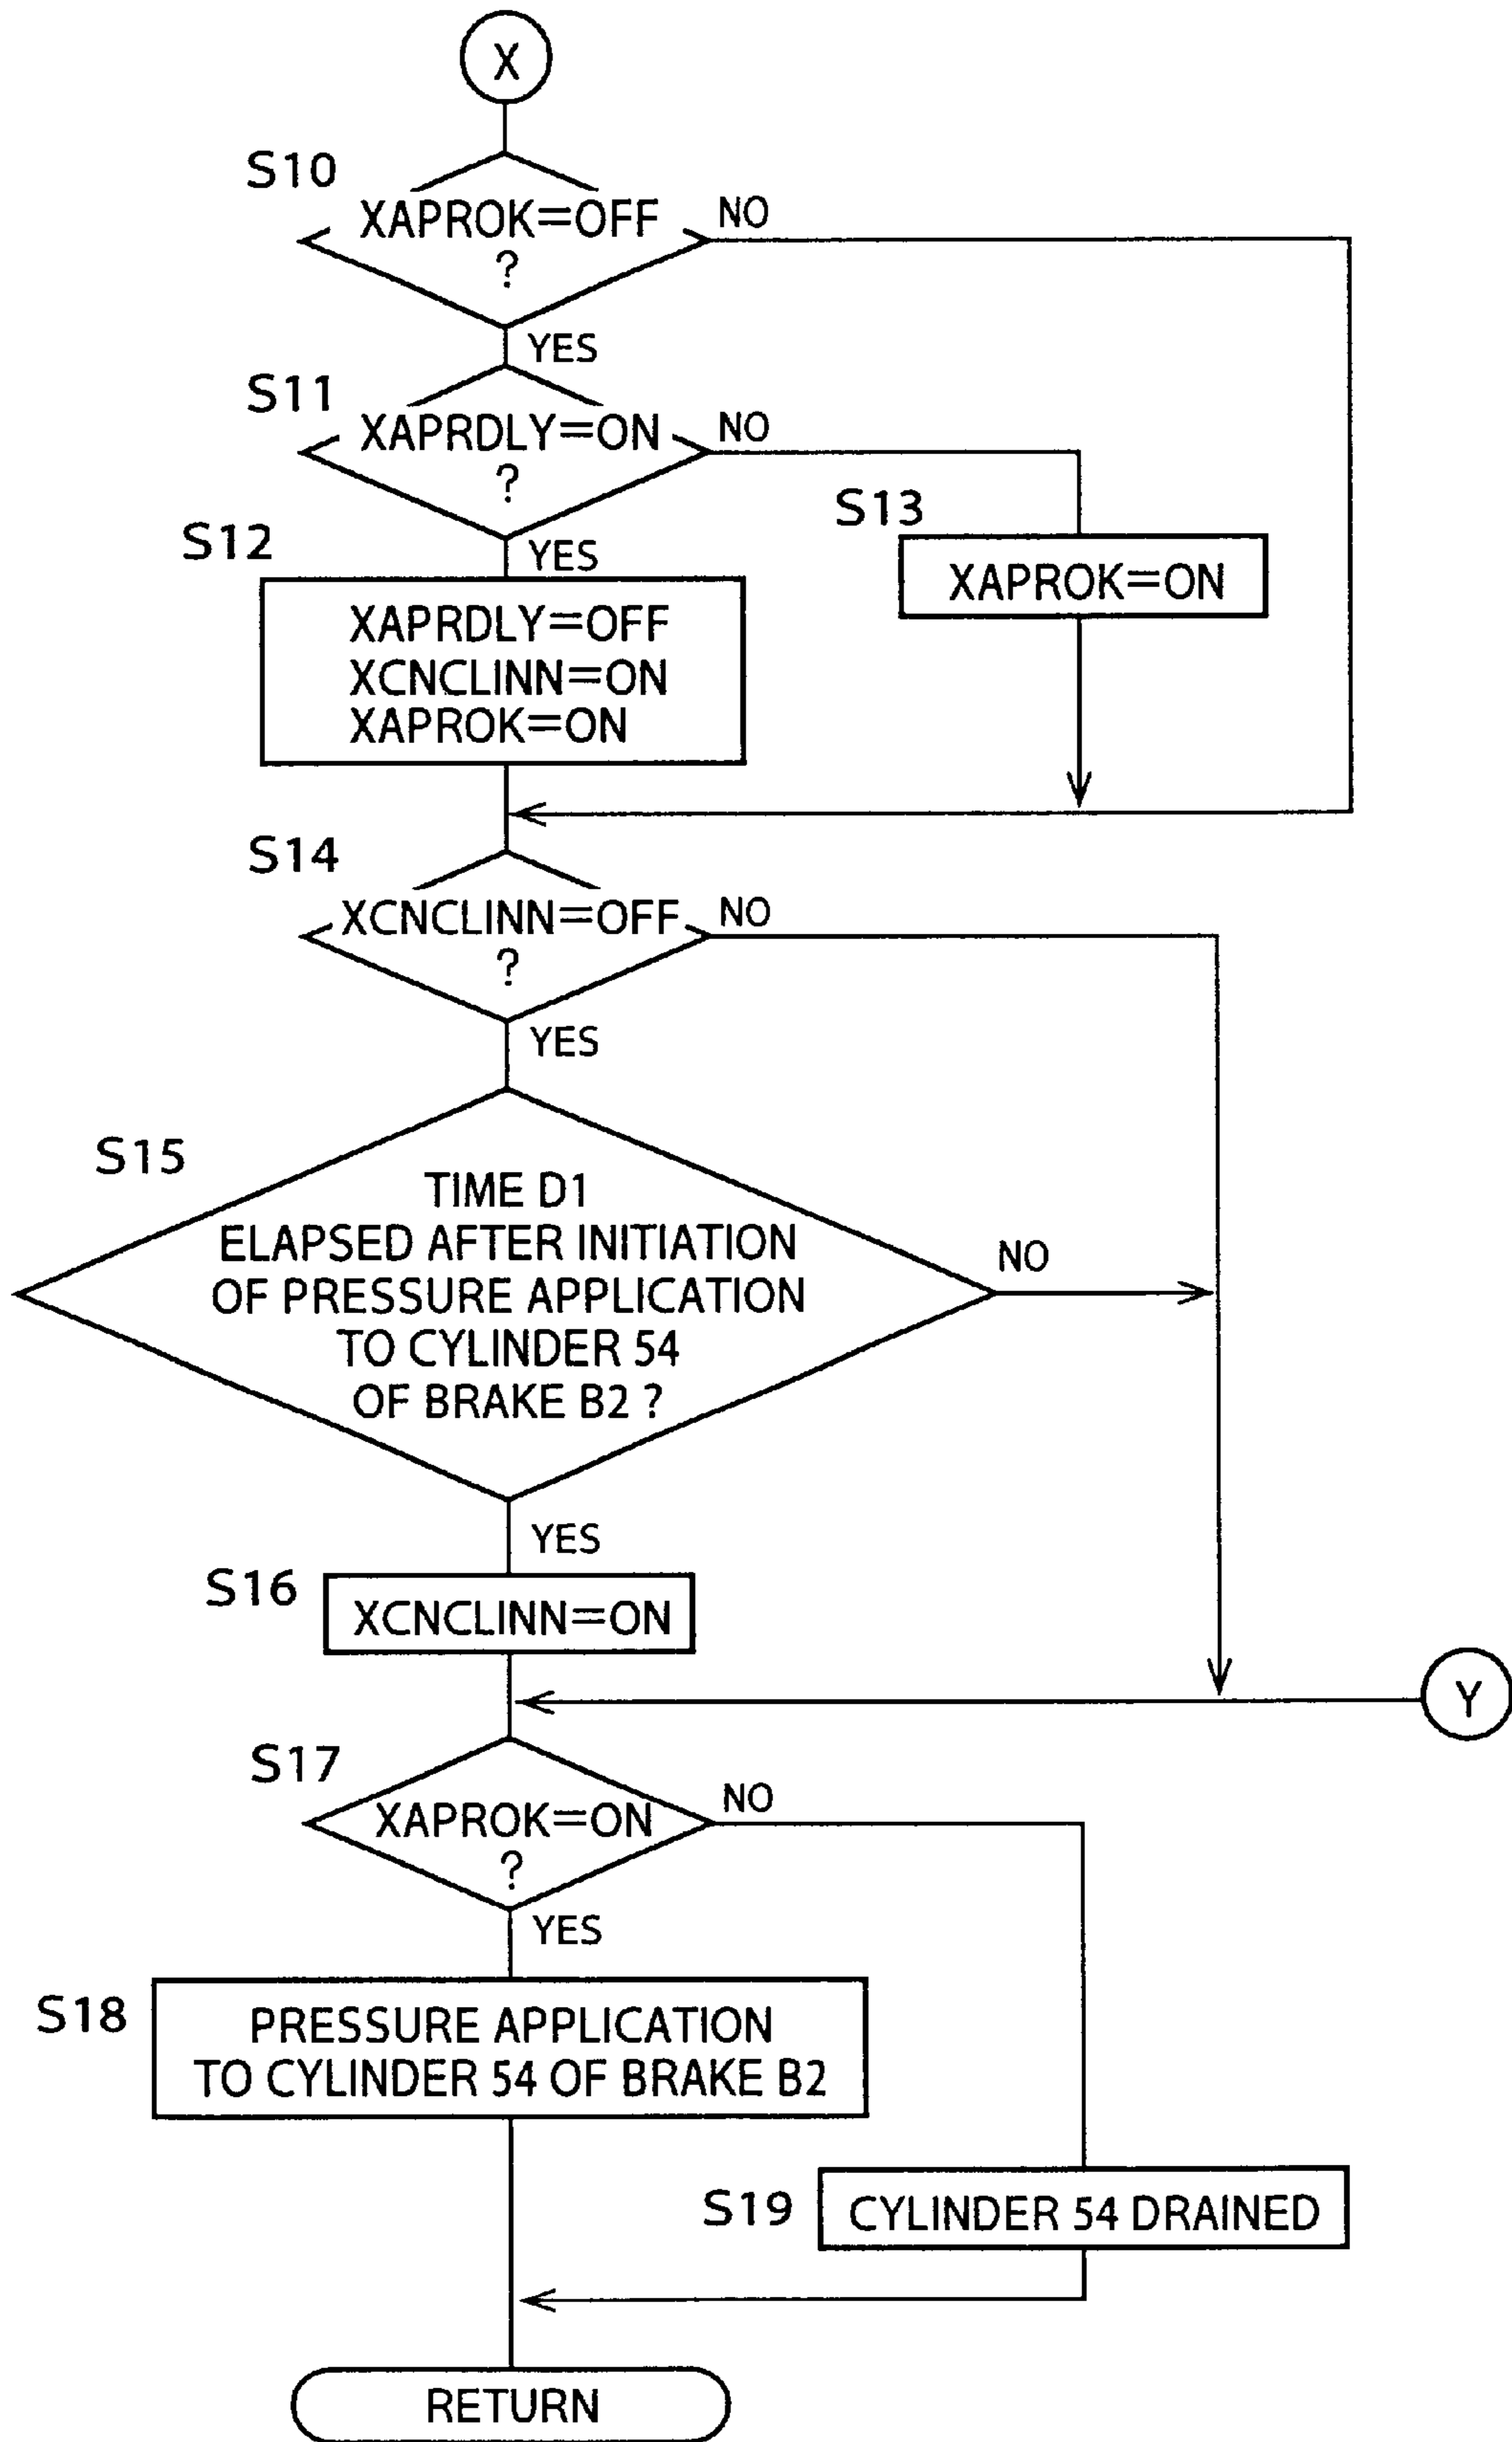 X
S10
XAPROK=OFF
?
NO
YES
S11
XAPRDLY=ON
?
NO
YES
S12
XAPRDLY=OFF
XCNCLINN=ON
XAPROK=ON
S13
XAPROK=ON
S14
XCNCLINN=OFF
?
NO
YES
S15
TIME D1
ELAPSED AFTER INITIATION
OF PRESSURE APPLICATION
TO CYLINDER 54
OF BRAKE B2 ?
NO
YES
S16
XCNCLINN=ON
Y
S17
XAPROK=ON
?
NO
YES
S18
PRESSURE APPLICATION
TO CYLINDER 54 OF BRAKE B2
S19
CYLINDER 54 DRAINED
RETURN